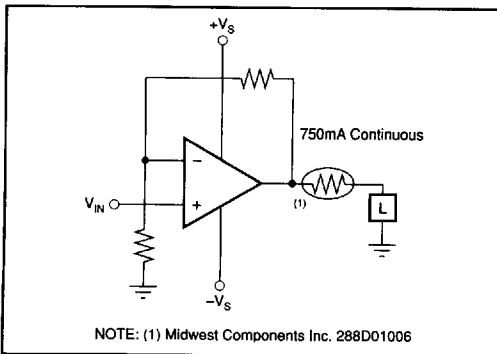 +VS
750mA Continuous
−
(1)
VIN
+
L
−VS
NOTE: (1) Midwest Components Inc. 288D01006